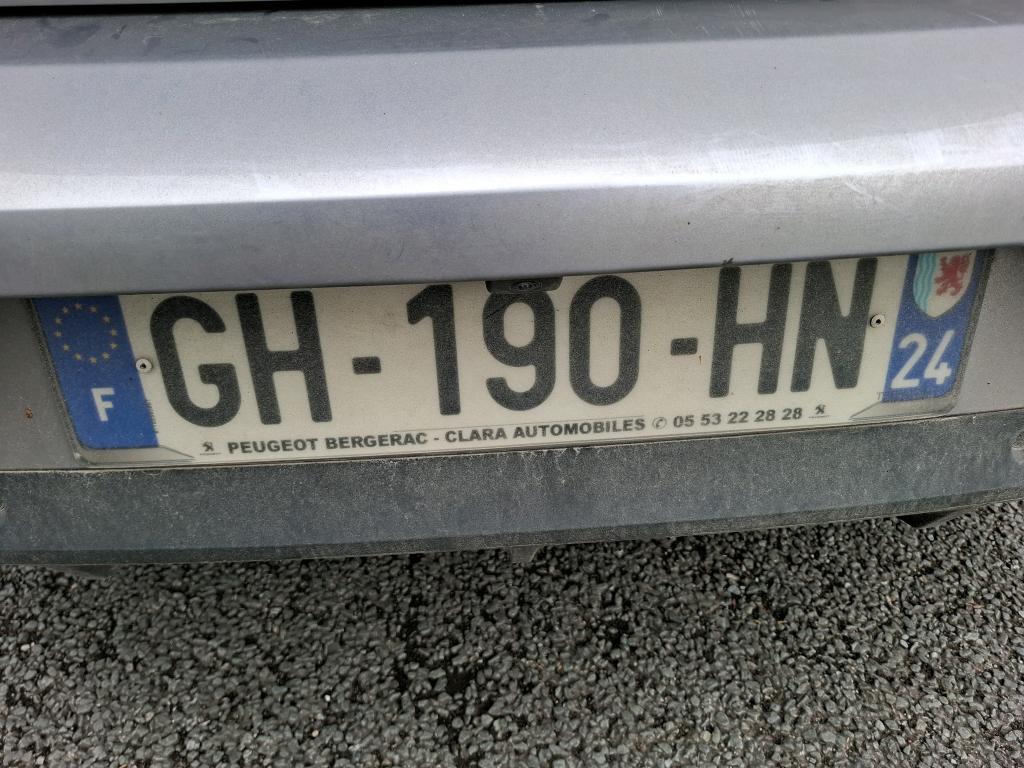 F GH-190-HN 24
PEUGEOT BERGERAC - CLARA AUTOMOBILES ✆ 05 53 22 28 28